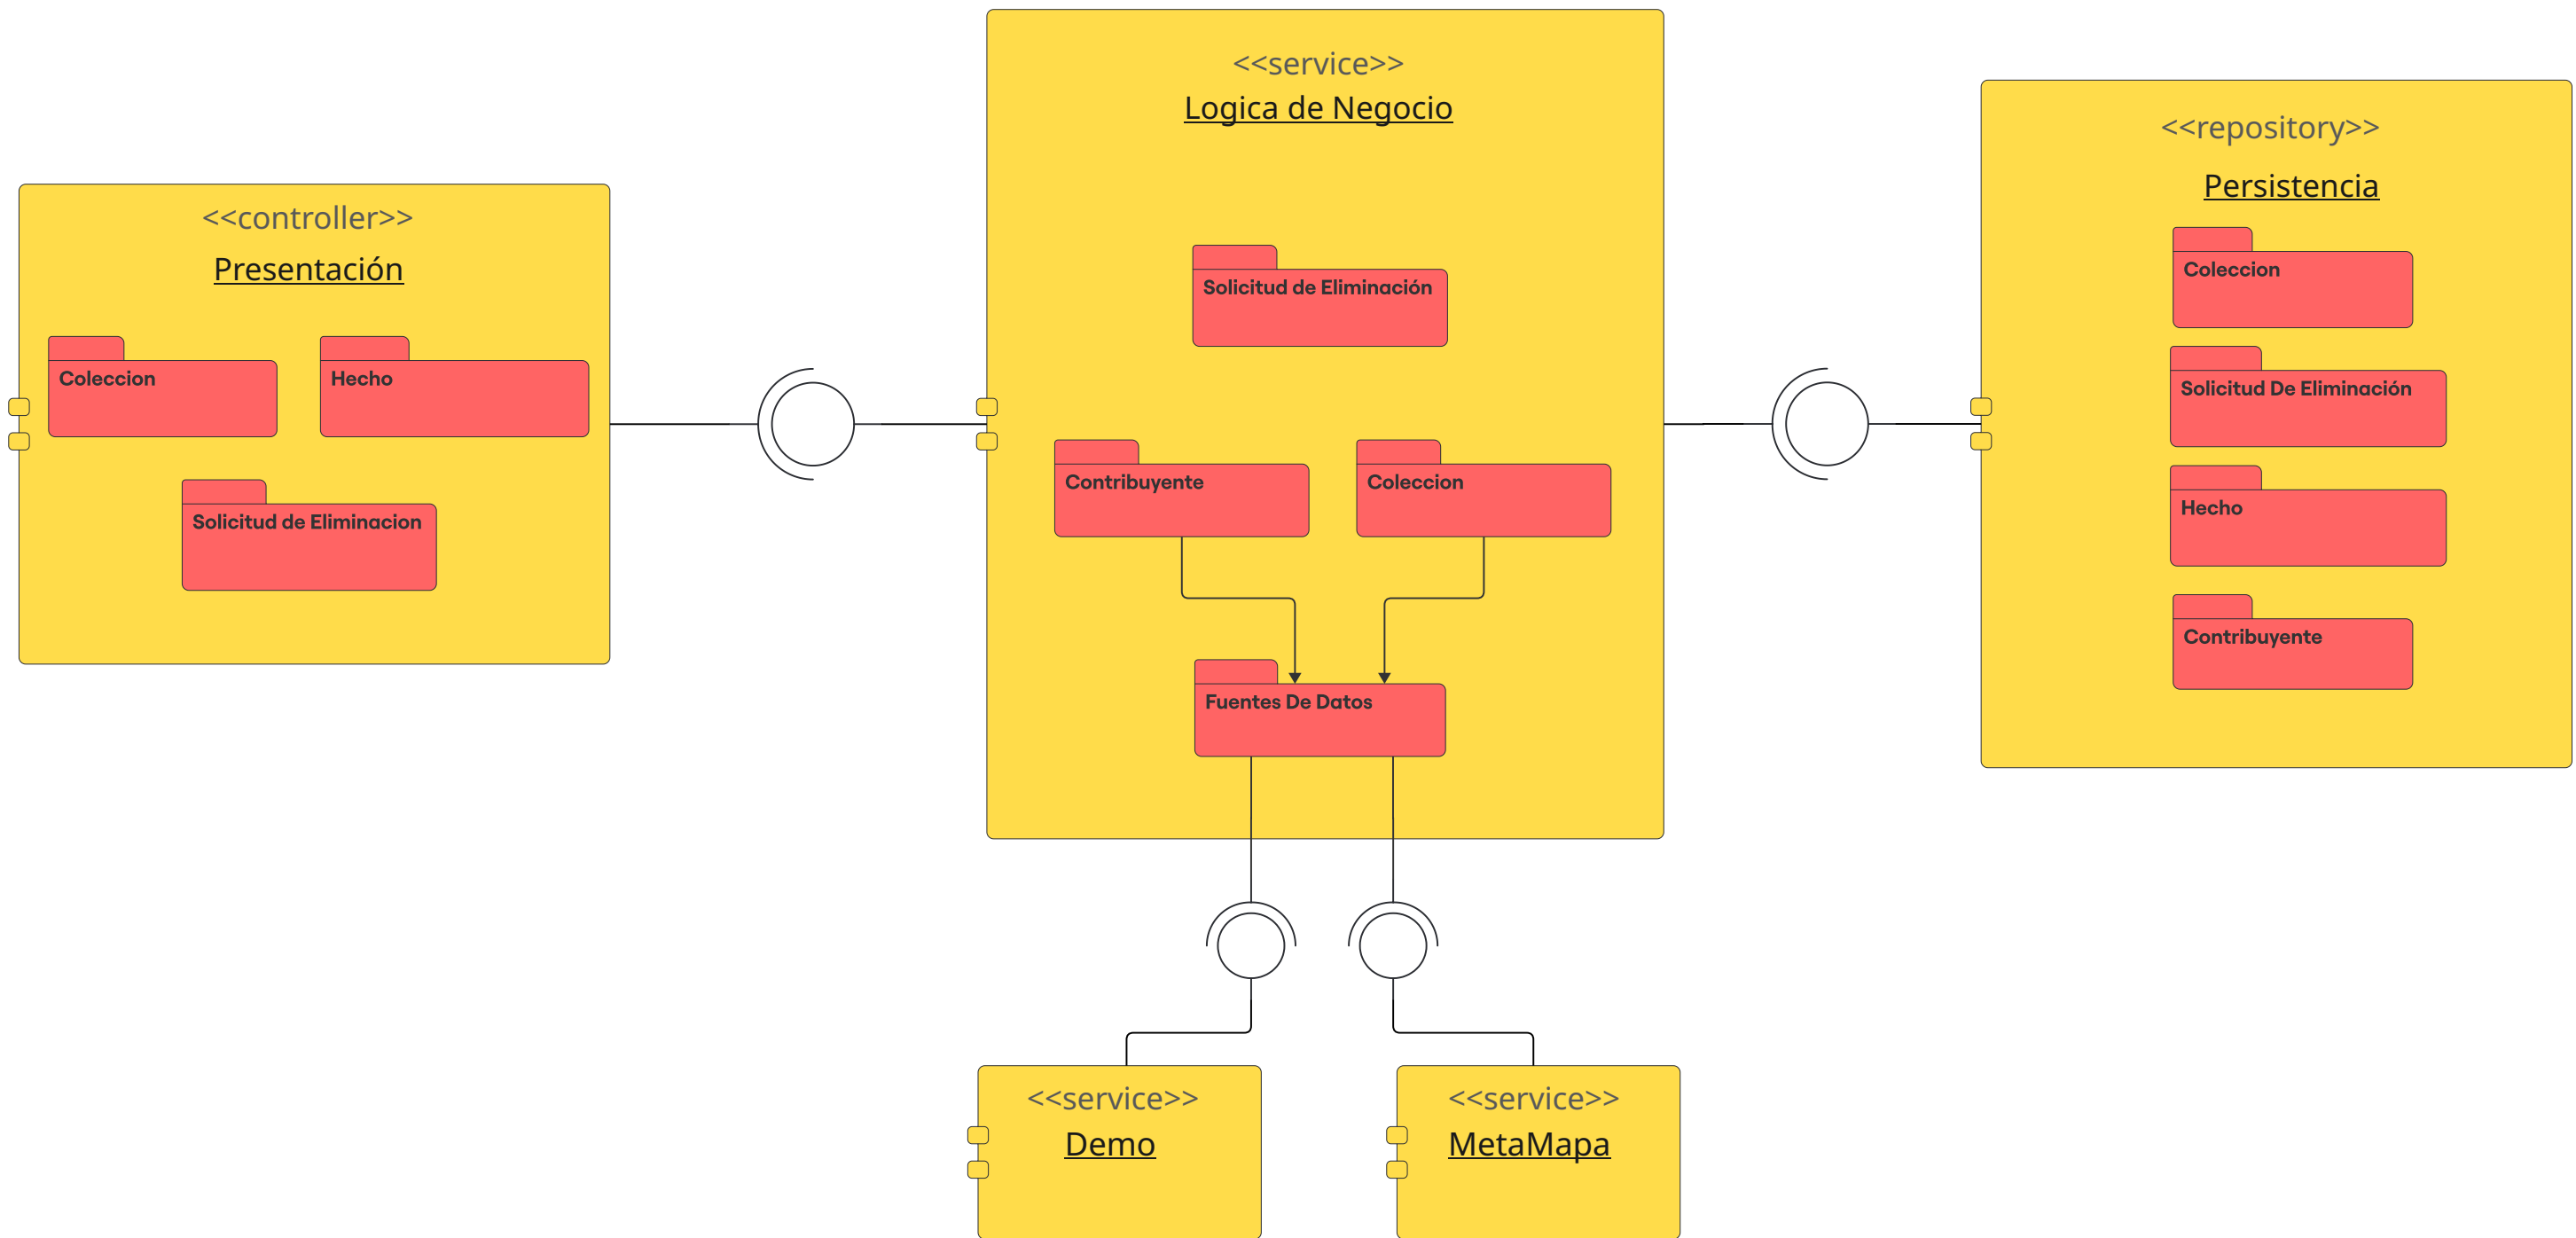 <<controller>>
Presentación
Coleccion
Hecho
Solicitud de Eliminacion
<<service>>
Logica de Negocio
Solicitud de Eliminación
Contribuyente
Coleccion
Fuentes De Datos
<<repository>>
Persistencia
Coleccion
Solicitud De Eliminación
Hecho
Contribuyente
<<service>>
Demo
<<service>>
MetaMapa